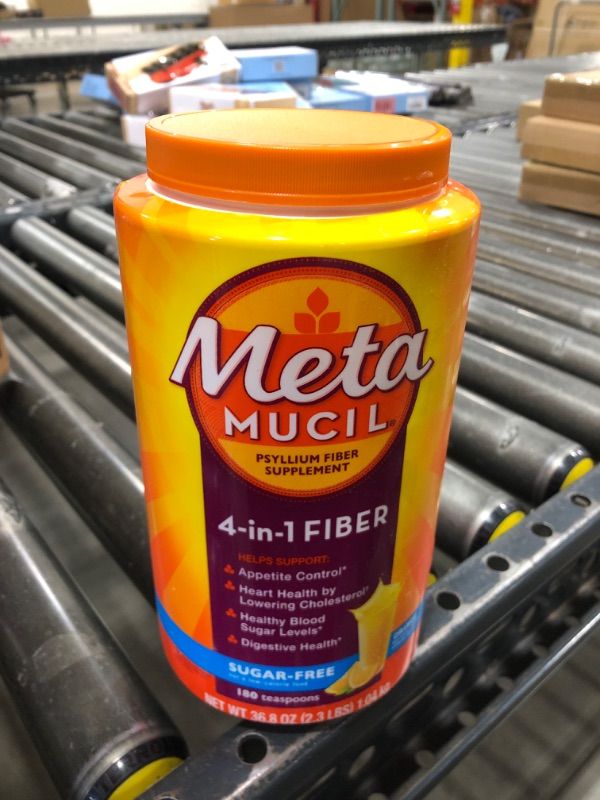 Meta
MUCIL®
PSYLLIUM FIBER
SUPPLEMENT
4-in-1 FIBER
HELPS SUPPORT:
Appetite Control*
Heart Health by
Lowering Cholesterol*
Healthy Blood
Sugar Levels*
Digestive Health*
SUGAR-FREE
180 teaspoons
NET WT 36.8 OZ (2.3 LBS) 1.04